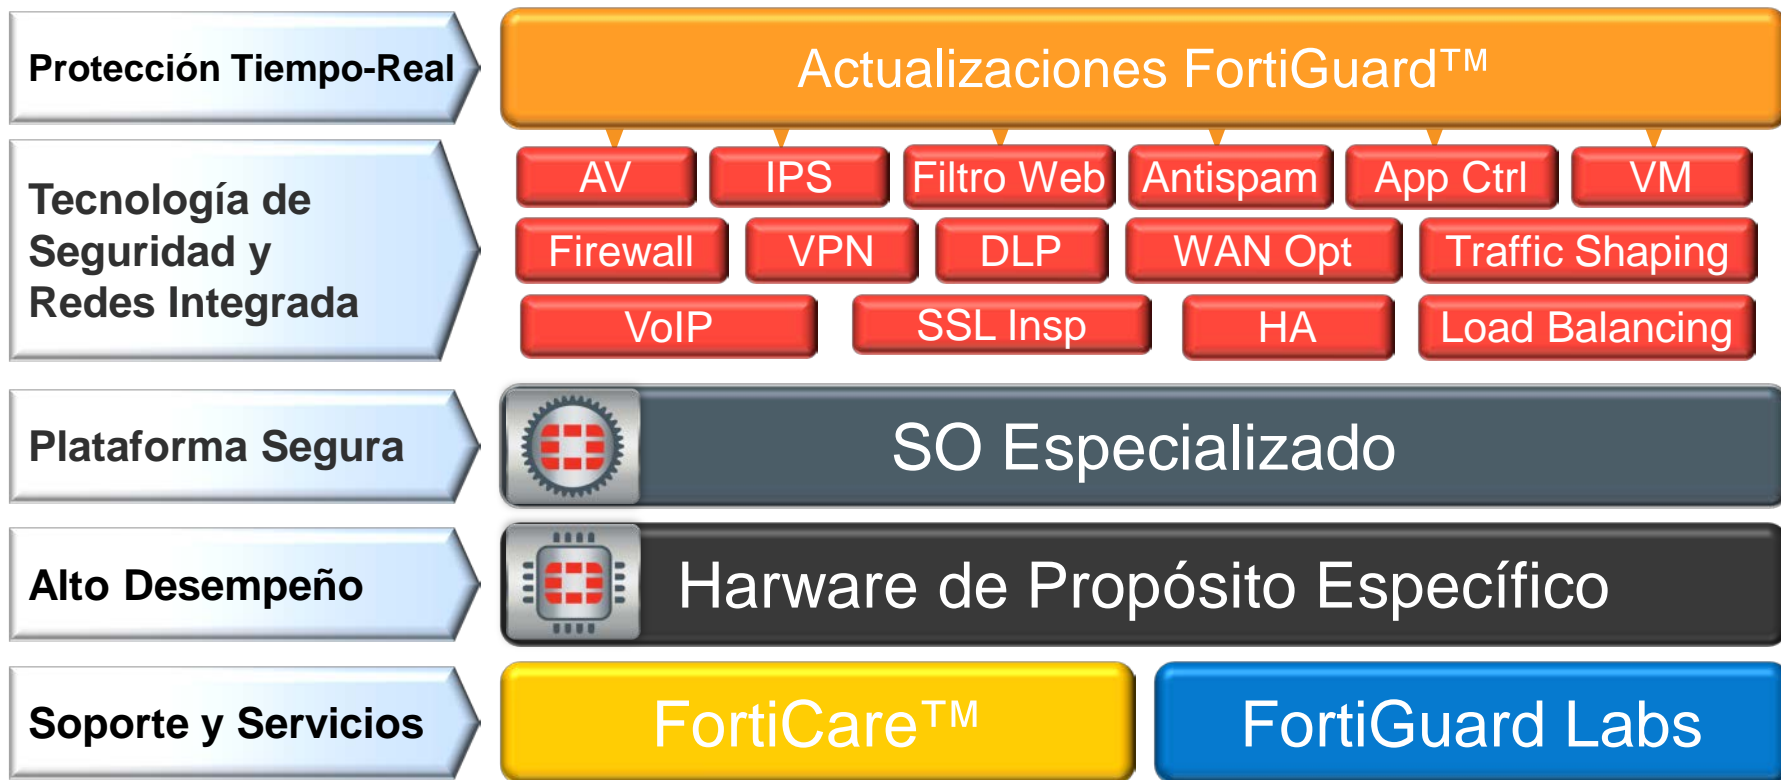 Protección Tiempo-Real
Actualizaciones FortiGuard™
Tecnología de
Seguridad y
Redes Integrada
AV
IPS
Filtro Web
Antispam
App Ctrl
VM
Firewall
VPN
DLP
WAN Opt
Traffic Shaping
VoIP
SSL Insp
HA
Load Balancing
Plataforma Segura
SO Especializado
Alto Desempeño
Harware de Propósito Específico
Soporte y Servicios
FortiCare™
FortiGuard Labs